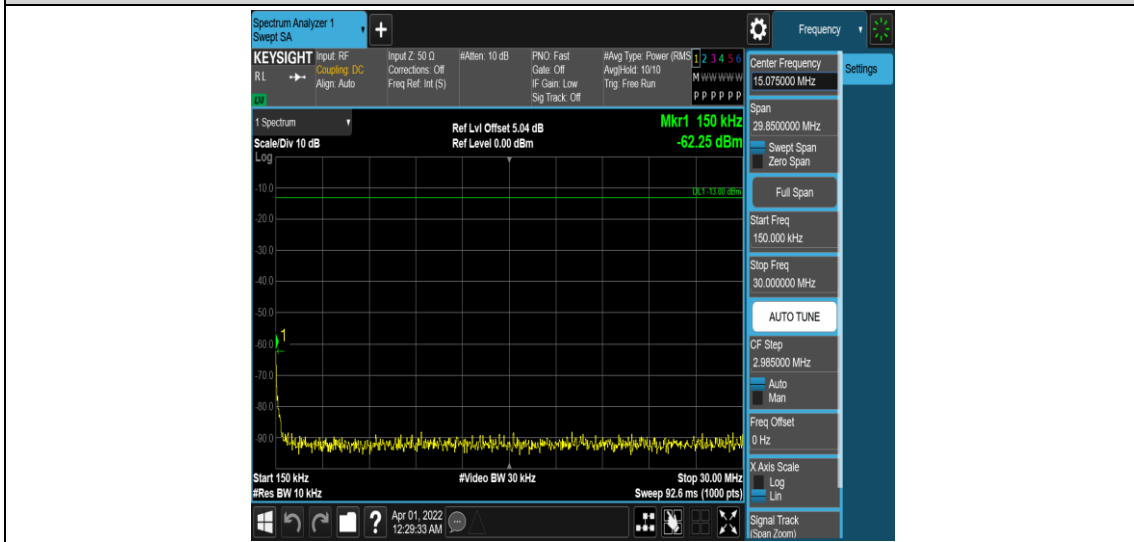 Spectrum Analyzer 1
Swept SA
+
Frequency
KEYSIGHT
RL
LXI
Input: RF
Coupling: DC
Align: Auto
Input Z: 50 Ω
Corrections: Off
Freq Ref: Int (S)
#Atten: 10 dB
PNO: Fast
Gate: Off
IF Gain: Low
Sig Track: Off
#Avg Type: Power (RMS
Avg|Hold: 10/10
Trig: Free Run
1 2 3 4 5 6
M W W W W W
P P P P P P
1 Spectrum
Scale/Div 10 dB
Log
Ref Lvl Offset 5.04 dB
Ref Level 0.00 dBm
Mkr1 150 kHz
-62.25 dBm
DL1 -13.00 dBm
-10.0
-20.0
-30.0
-40.0
-50.0
1
-60.0
-70.0
-80.0
-90.0
Start 150 kHz
#Res BW 10 kHz
#Video BW 30 kHz
Stop 30.00 MHz
Sweep 92.6 ms (1000 pts)
?
Apr 01, 2022
12:29:33 AM
Center Frequency
15.075000 MHz
Settings
Span
29.8500000 MHz
Swept Span
Zero Span
Full Span
Start Freq
150.000 kHz
Stop Freq
30.000000 MHz
AUTO TUNE
CF Step
2.985000 MHz
Auto
Man
Freq Offset
0 Hz
X Axis Scale
Log
Lin
Signal Track
(Span Zoom)